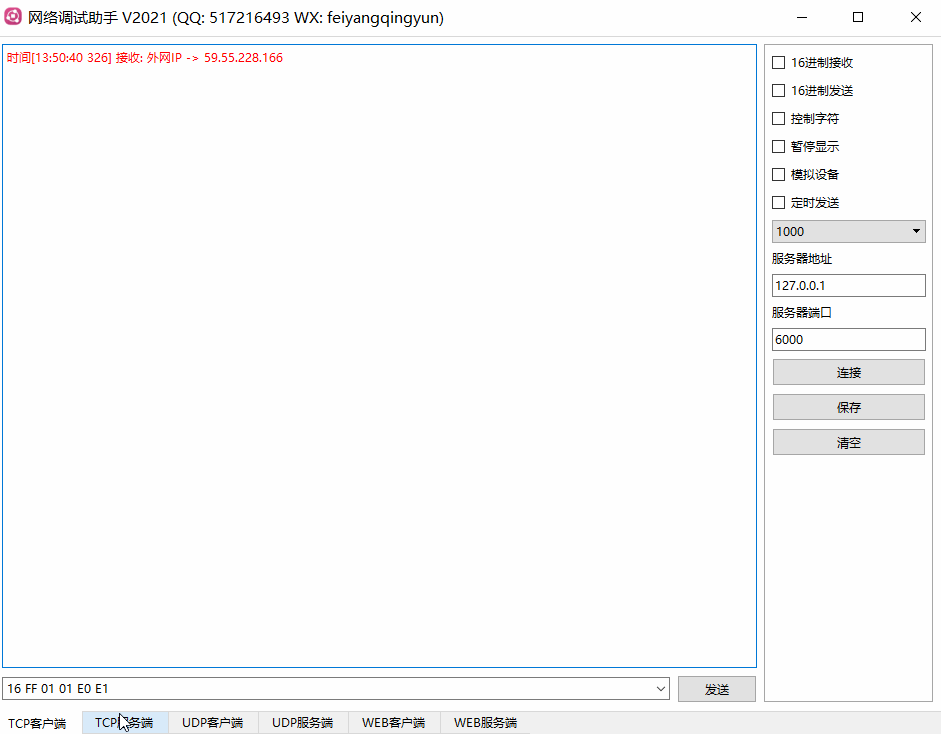 网络调试助手 V2021 (QQ: 517216493 WX: feiyangqingyun)
时间[13:50:40 326] 接收: 外网IP -> 59.55.228.166
16进制接收
16进制发送
控制字符
暂停显示
模拟设备
定时发送
1000
服务器地址
127.0.0.1
服务器端口
6000
连接
保存
清空
16 FF 01 01 E0 E1
发送
TCP客户端 TCP服务端 UDP客户端 UDP服务端 WEB客户端 WEB服务端